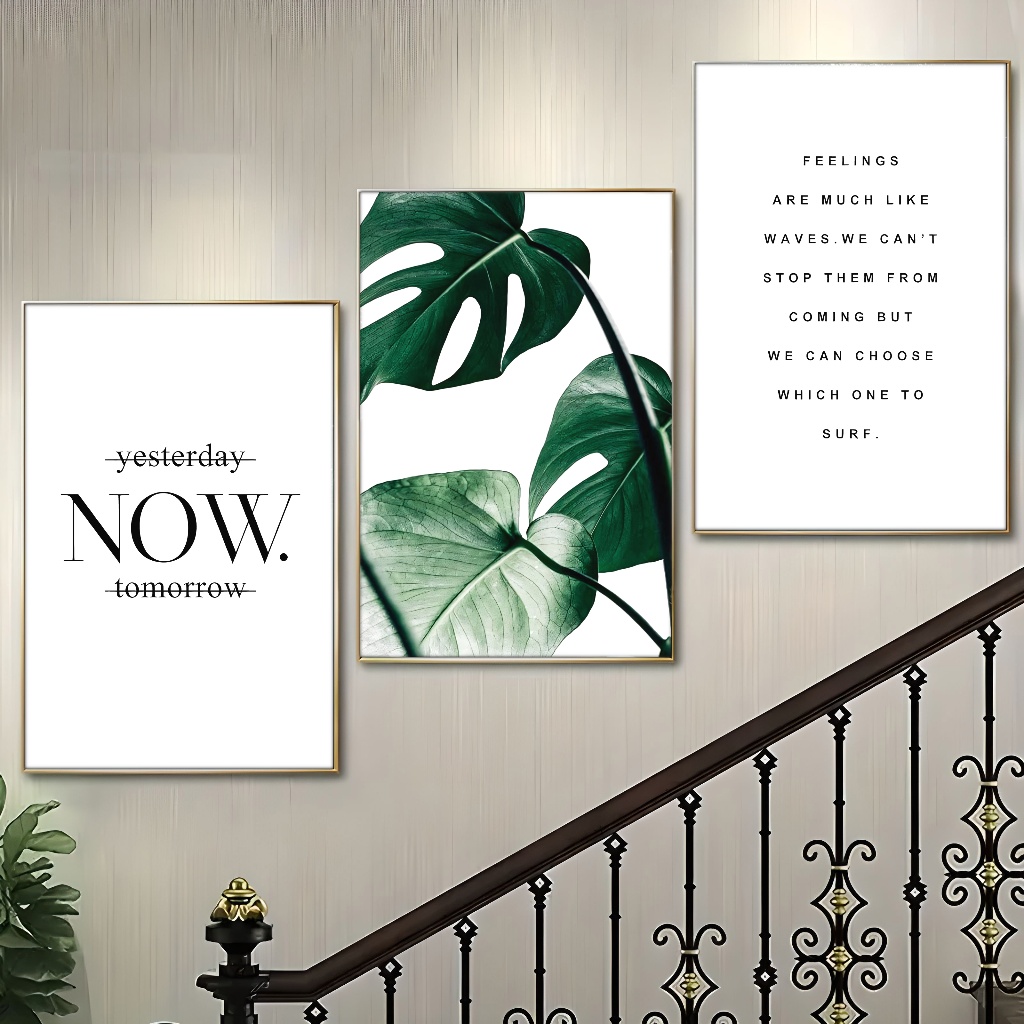 yesterday
NOW.
tomorrow
FEELINGS
ARE MUCH LIKE
WAVES.WE CAN'T
STOP THEM FROM
COMING BUT
WE CAN CHOOSE
WHICH ONE TO
SURF.